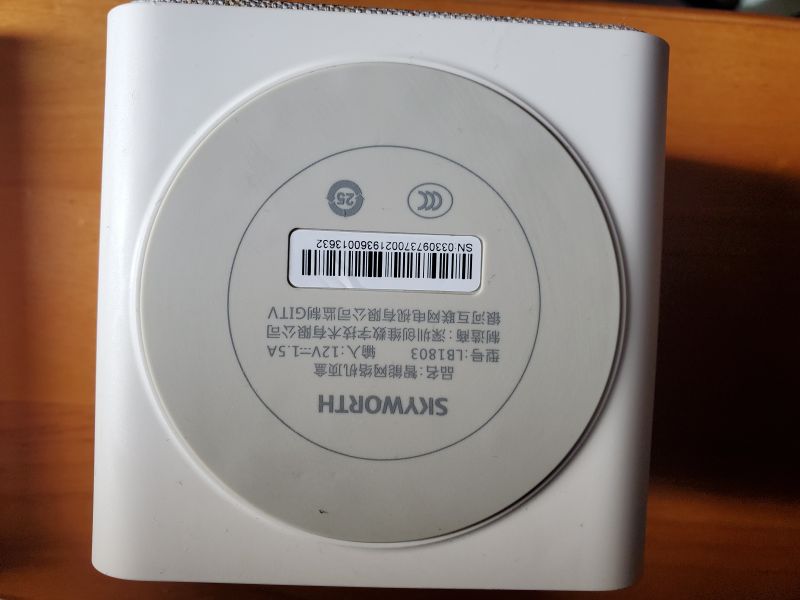 SKYWORTH
品名:智能网络机顶盒
型号:LB1803 输入:12V⎓1.5A
制造商:深圳创维数字技术有限公司
银河互联网电视有限公司监制GITV
SN:03309737002193600013632
CCC
25